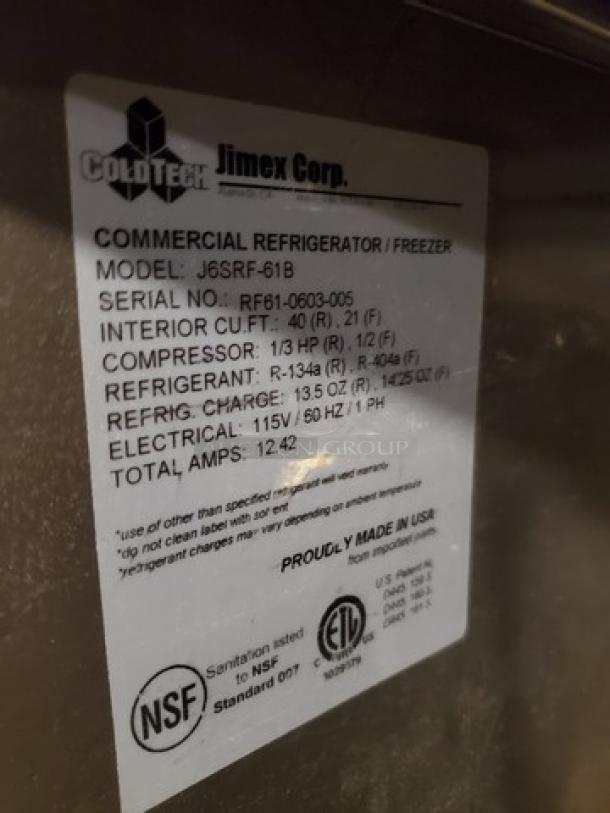 COLDTECH Jimex Corp.
COMMERCIAL REFRIGERATOR / FREEZER
MODEL: J6SRF-61B
SERIAL NO.: RF61-0603-005
INTERIOR CU.FT.: 40 (R) , 21 (F)
COMPRESSOR: 1/3 HP (R) , 1/2 (F)
REFRIGERANT: R-134a (R) , R-404a (F)
REFRIG. CHARGE: 13.5 OZ (R) , 14.25 OZ (F)
ELECTRICAL: 115V / 60 HZ / 1 PH
TOTAL AMPS: 12.42
GROUP
*use of other than specified refrigerant will void warranty
*do not clean label with solvent
*refrigerant charges may vary depending on ambient temperature
PROUDLY MADE IN USA
from imported parts.
U.S. Patent
ETL
C US
Sanitation listed
to NSF
Standard 007
NSF